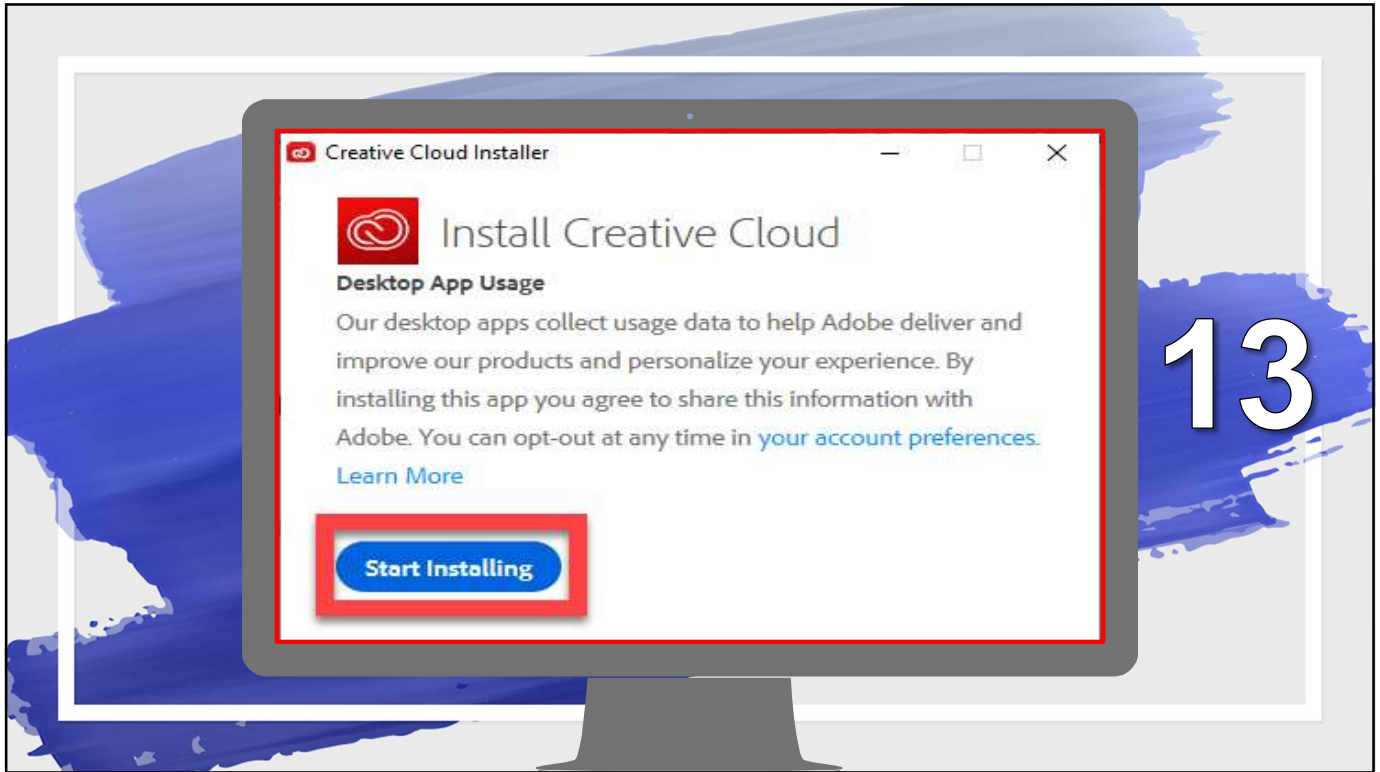 Creative Cloud Installer
Install Creative Cloud
Desktop App Usage
Our desktop apps collect usage data to help Adobe deliver and
improve our products and personalize your experience. By
installing this app you agree to share this information with
Adobe. You can opt-out at any time in your account preferences.
Learn More
Start Installing
13